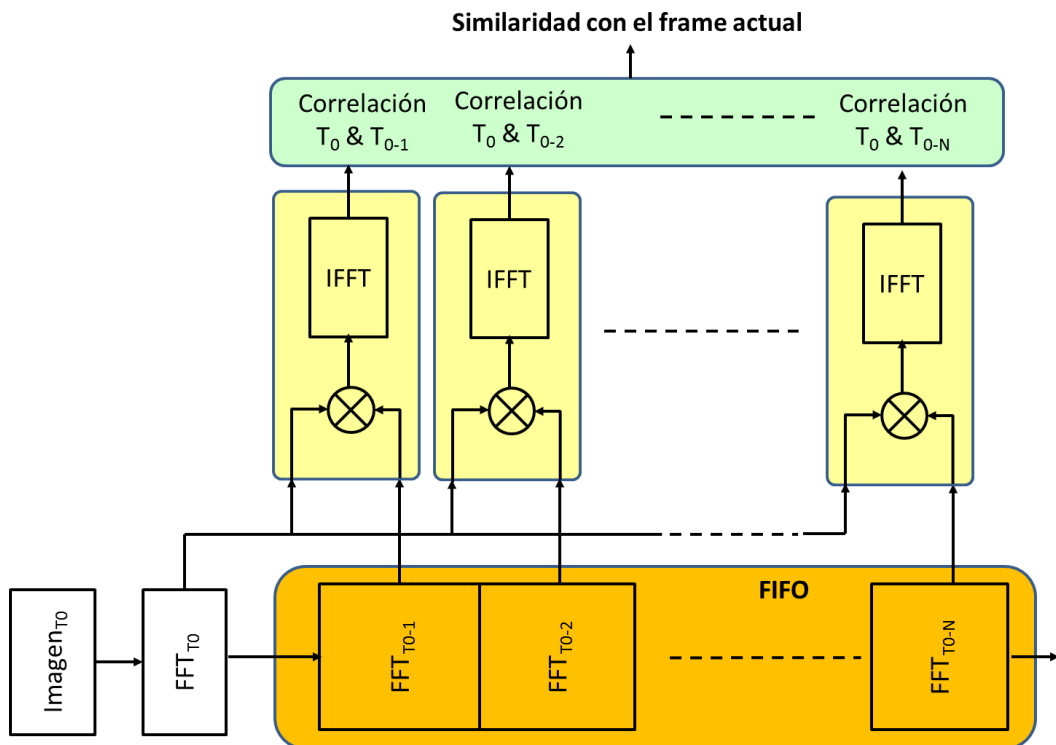 Similaridad con el frame actual
Correlación
T0 & T0-1
Correlación
T0 & T0-2
Correlación
T0 & T0-N
IFFT
IFFT
IFFT
FIFO
ImagenT0
FFTT0
FFTT0-1
FFTT0-2
FFTT0-N